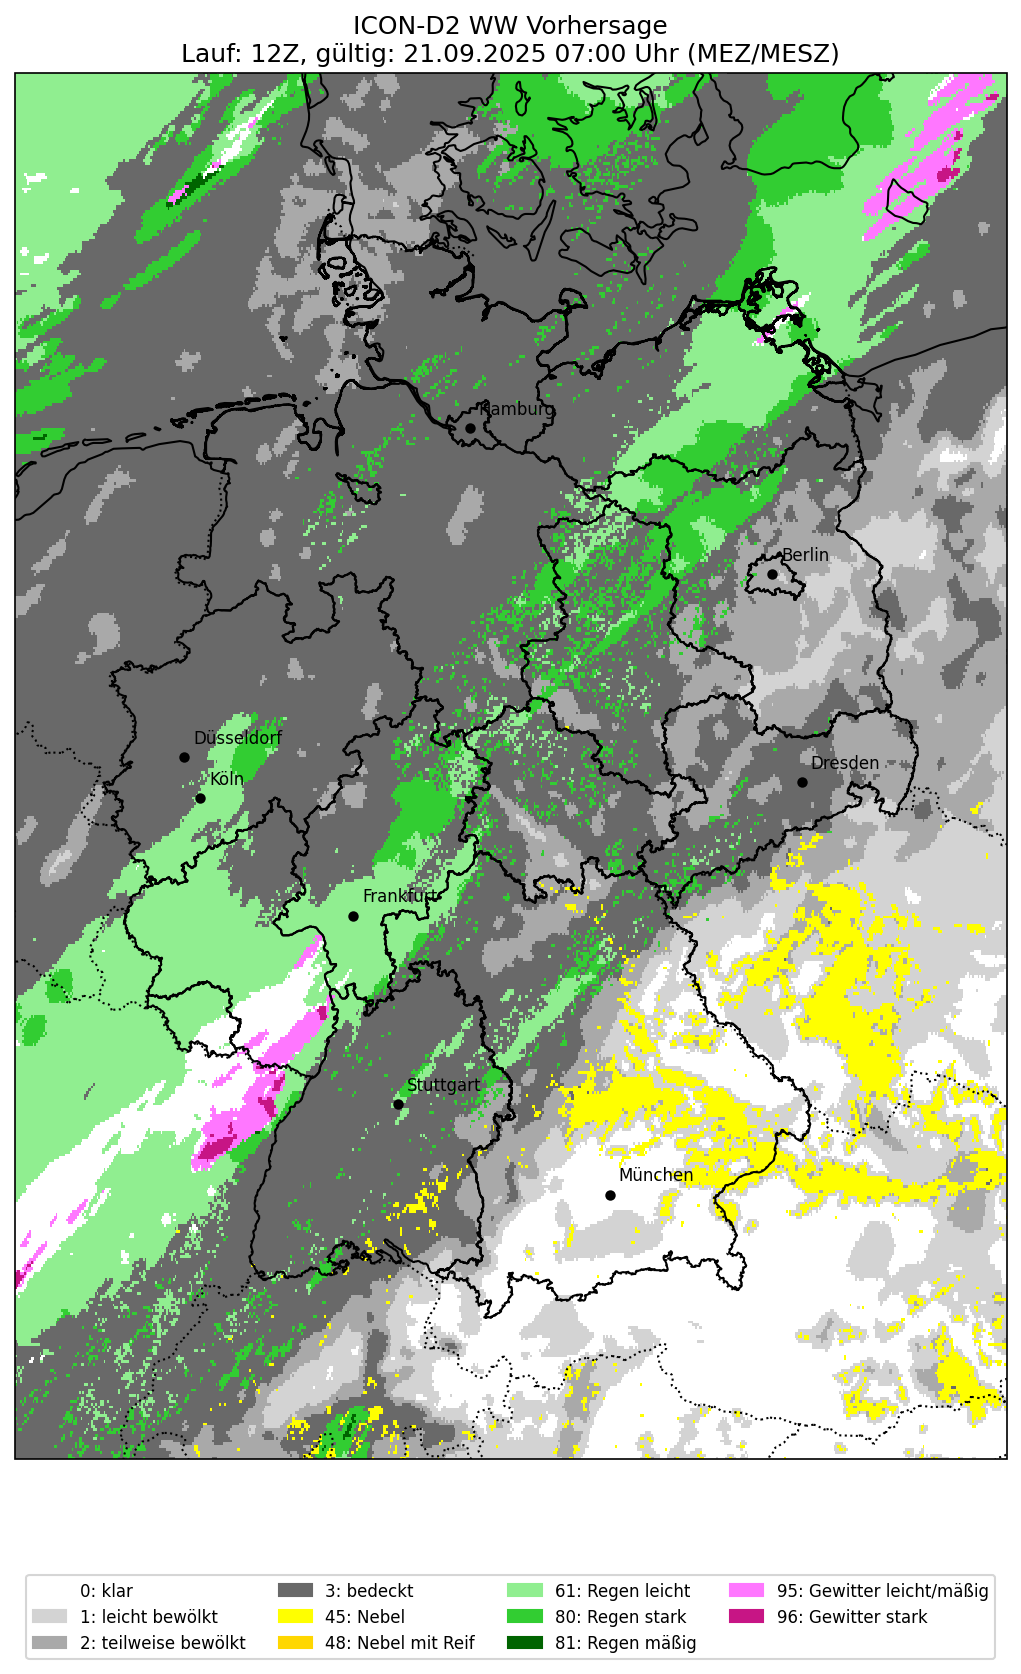 ICON-D2 WW Vorhersage
Lauf: 12Z, gültig: 21.09.2025 07:00 Uhr (MEZ/MESZ)
Hamburg
Berlin
Düsseldorf
Dresden
Köln
Frankfurt
Stuttgart
München
0: klar
1: leicht bewölkt
2: teilweise bewölkt
3: bedeckt
45: Nebel
48: Nebel mit Reif
61: Regen leicht
80: Regen stark
81: Regen mäßig
95: Gewitter leicht/mäßig
96: Gewitter stark